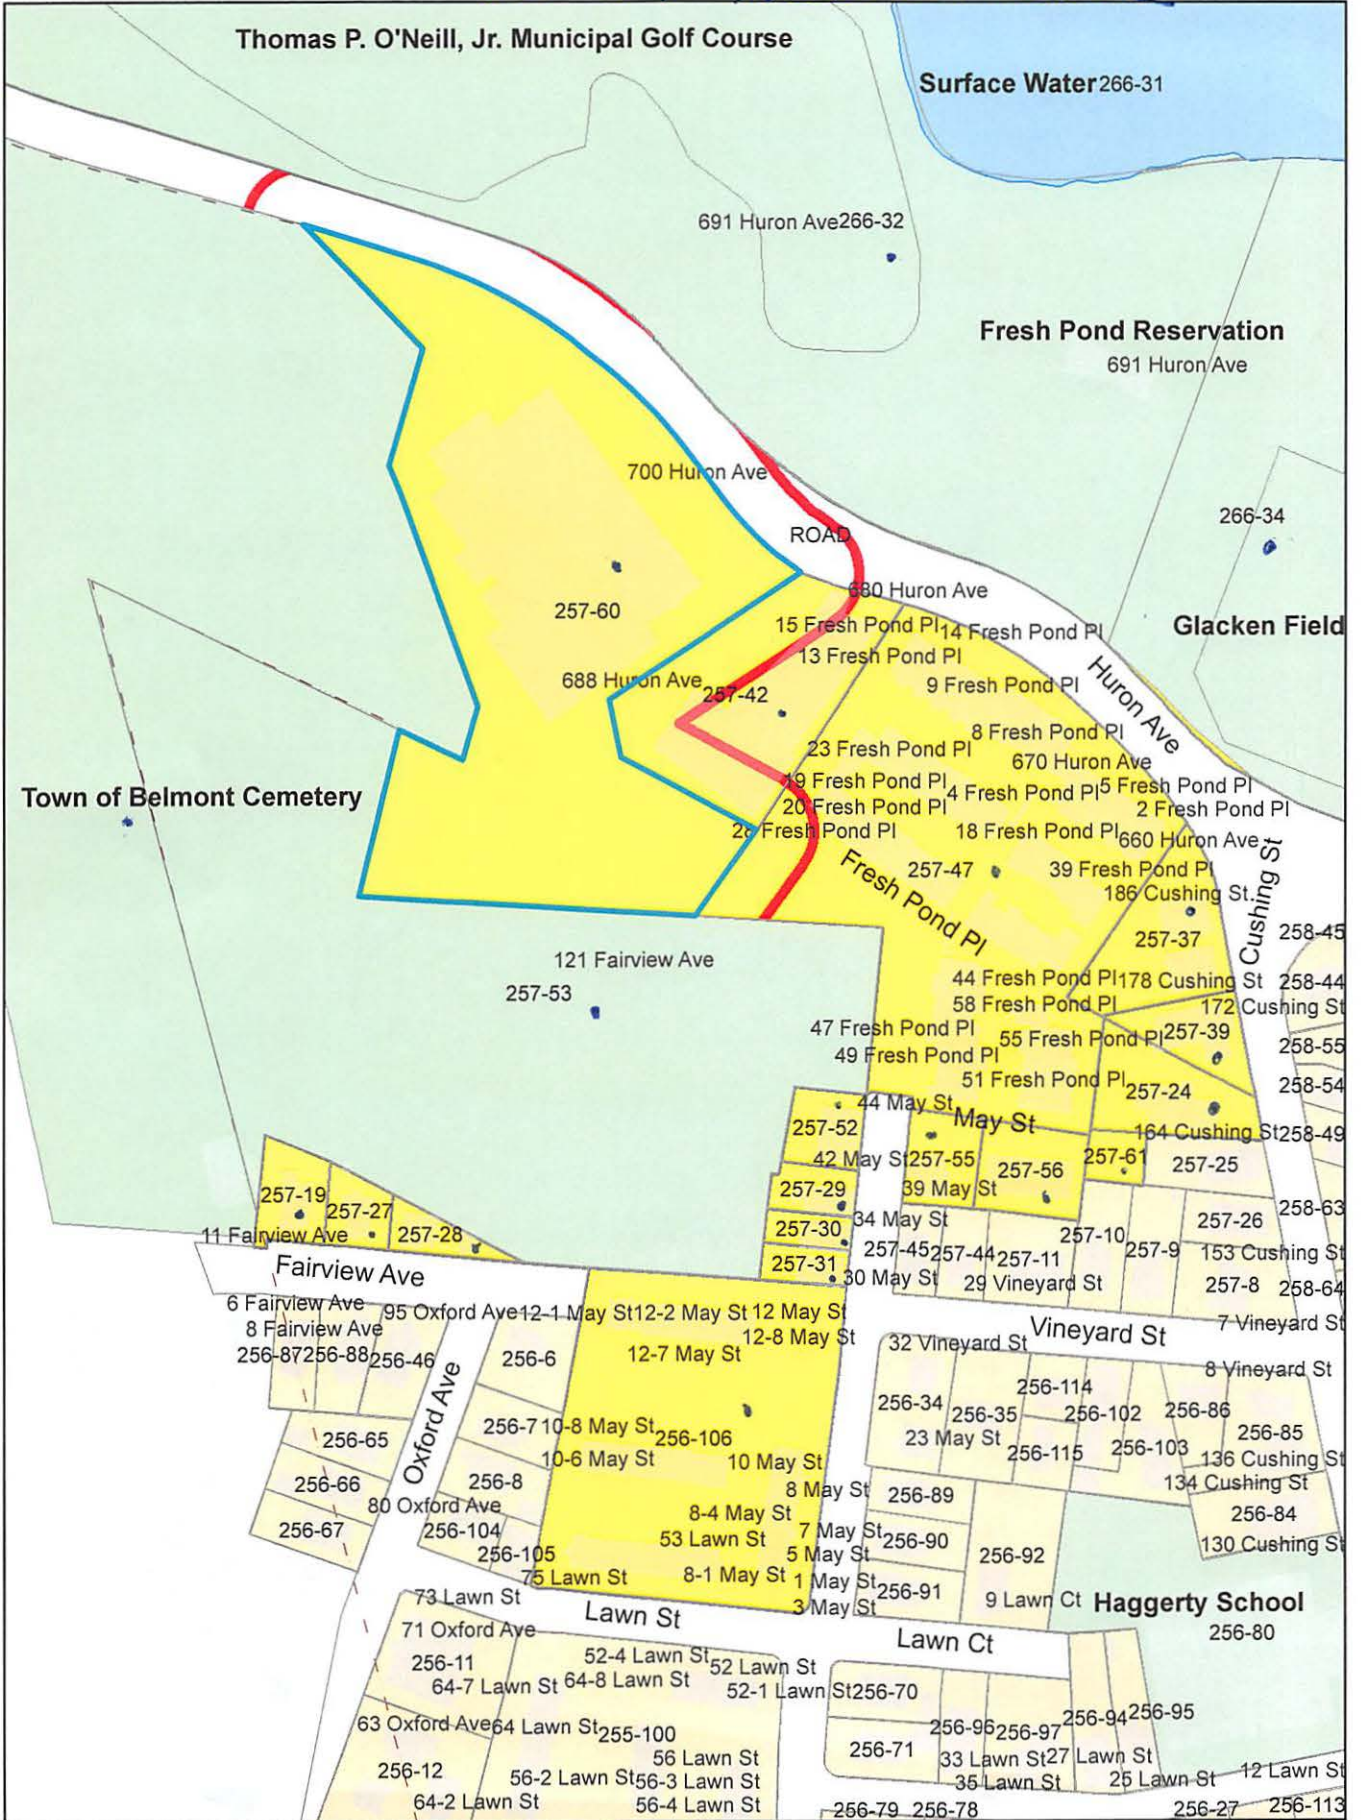 Thomas P. O'Neill, Jr. Municipal Golf Course
Surface Water 266-31
691 Huron Ave 266-32
Fresh Pond Reservation
691 Huron Ave
700 Huron Ave
266-34
ROAD
680 Huron Ave
257-60
15 Fresh Pond Pl
14 Fresh Pond Pl
Glacken Field
13 Fresh Pond Pl
688 Huron Ave
257-42
9 Fresh Pond Pl
Huron Ave
8 Fresh Pond Pl
23 Fresh Pond Pl
670 Huron Ave
19 Fresh Pond Pl
4 Fresh Pond Pl
5 Fresh Pond Pl
Town of Belmont Cemetery
20 Fresh Pond Pl
2 Fresh Pond Pl
28 Fresh Pond Pl
18 Fresh Pond Pl
660 Huron Ave
Fresh Pond Pl
257-47
39 Fresh Pond Pl
186 Cushing St
Cushing St
257-37
258-45
121 Fairview Ave
257-53
44 Fresh Pond Pl
178 Cushing St
258-44
58 Fresh Pond Pl
172 Cushing St
47 Fresh Pond Pl
55 Fresh Pond Pl
257-39
258-55
49 Fresh Pond Pl
51 Fresh Pond Pl
257-24
258-54
44 May St
May St
257-52
164 Cushing St
258-49
42 May St
257-55
257-56
257-61
257-25
257-19
257-29
39 May St
257-27
34 May St
257-10
257-26
258-63
11 Fairview Ave
257-28
257-30
257-45
257-44
257-11
257-9
153 Cushing St
Fairview Ave
257-31
30 May St
29 Vineyard St
257-8
258-64
6 Fairview Ave
95 Oxford Ave
12-1 May St
12-2 May St
12 May St
8 Fairview Ave
12-8 May St
Vineyard St
7 Vineyard St
32 Vineyard St
256-87
256-88
256-46
256-6
12-7 May St
8 Vineyard St
Oxford Ave
256-34
256-114
256-35
256-102
256-86
256-65
256-7
10-8 May St
256-106
23 May St
256-115
256-103
256-85
10-6 May St
10 May St
136 Cushing St
256-66
256-8
8 May St
256-89
134 Cushing St
80 Oxford Ave
8-4 May St
256-84
256-67
256-104
53 Lawn St
7 May St
256-90
130 Cushing St
256-105
5 May St
256-92
75 Lawn St
8-1 May St
1 May St
256-91
73 Lawn St
3 May St
9 Lawn Ct
Haggerty School
Lawn St
256-80
71 Oxford Ave
Lawn Ct
256-11
52-4 Lawn St
52 Lawn St
64-7 Lawn St
64-8 Lawn St
52-1 Lawn St
256-70
63 Oxford Ave
64 Lawn St
255-100
256-96
256-97
256-94
256-95
256-71
56 Lawn St
33 Lawn St
27 Lawn St
256-12
56-2 Lawn St
56-3 Lawn St
35 Lawn St
25 Lawn St
12 Lawn St
64-2 Lawn St
56-4 Lawn St
256-79
256-78
256-27
256-113